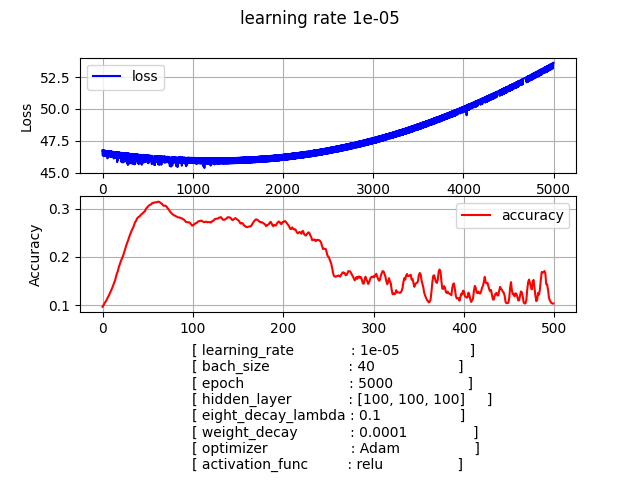 learning rate 1e-05
52.5
50.0
47.5
45.0
Loss
loss
0 1000 2000 3000 4000 5000
0.3
0.2
0.1
Accuracy
accuracy
0 100 200 300 400 500
[ learning_rate : 1e-05 ]
[ bach_size : 40 ]
[ epoch : 5000 ]
[ hidden_layer : [100, 100, 100] ]
[ eight_decay_lambda : 0.1 ]
[ weight_decay : 0.0001 ]
[ optimizer : Adam ]
[ activation_func : relu ]